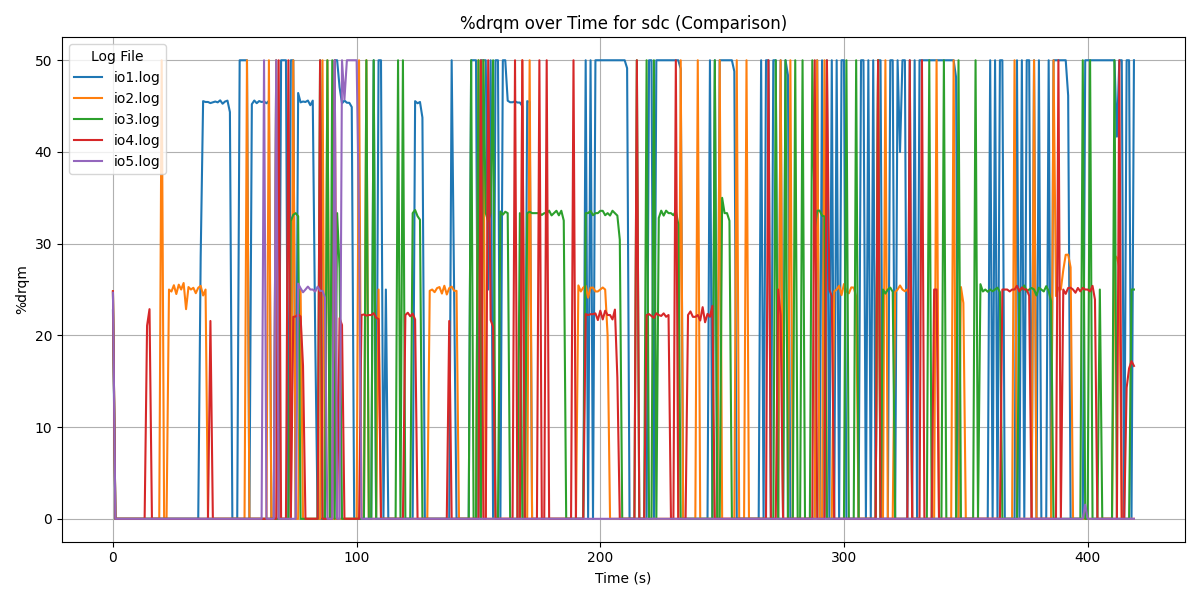 %drqm over Time for sdc (Comparison)
Log File
io1.log
io2.log
io3.log
io4.log
io5.log
%drqm
50
40
30
20
10
0
0 100 200 300 400
Time (s)